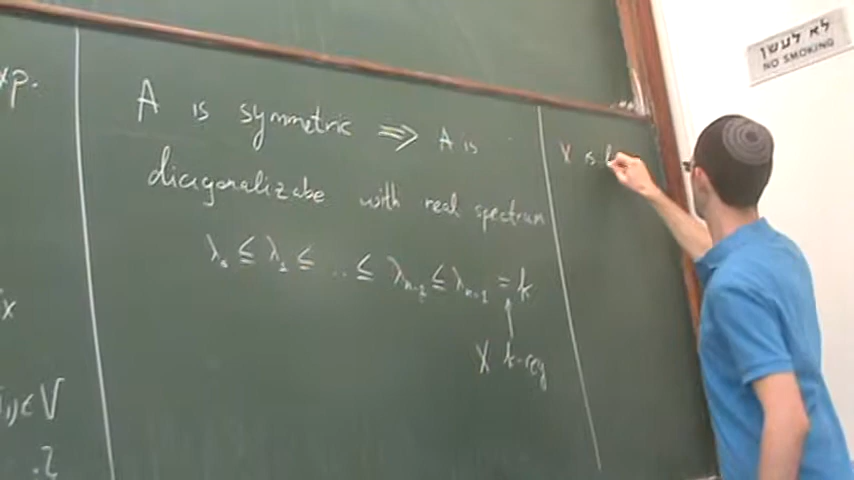 xp.
A is symmetric ⟹ A is
diagonalizabe with real spectrum
λ₀ ≤ λ₁ ≤ .. ≤ λₙ₋₂ ≤ λₙ₋₁ = k
↑
X k-reg
X is
לא לעשן
NO SMOKING
x
∈ V
.2